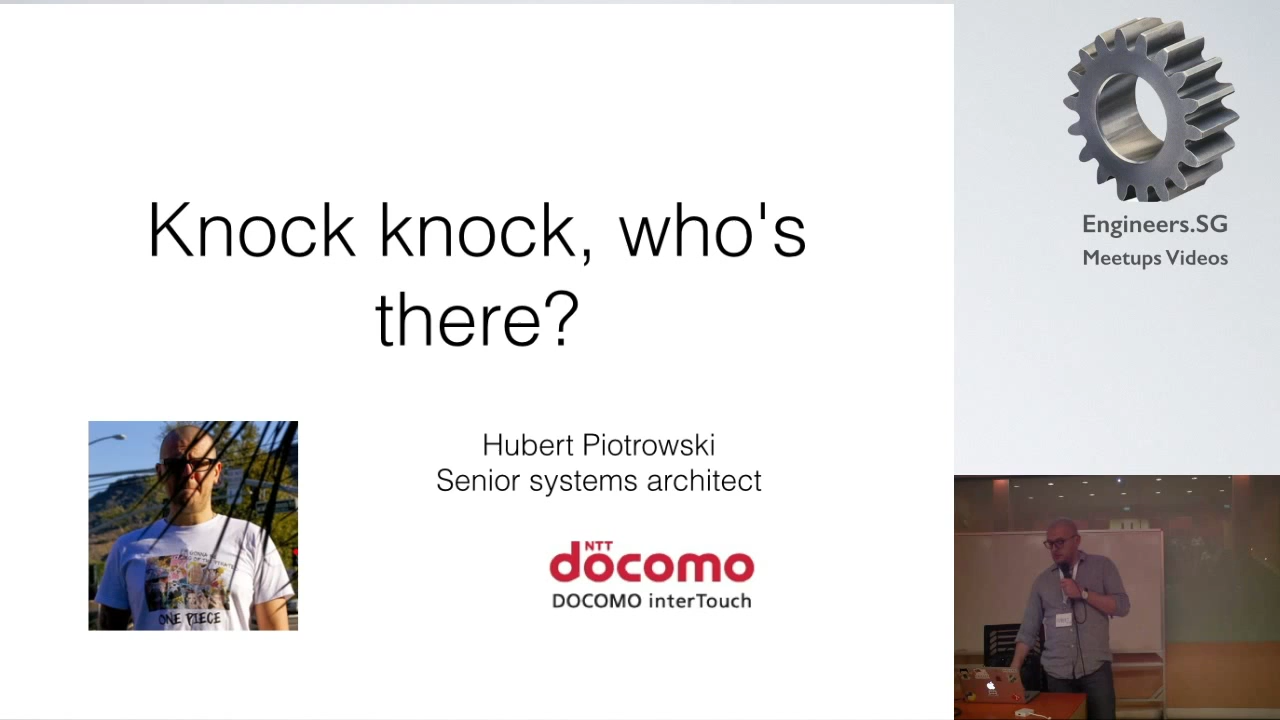 Knock knock, who's
there?
Hubert Piotrowski
Senior systems architect
NTT
docomo
DOCOMO interTouch
ONE PIECE
Engineers.SG
Meetups Videos